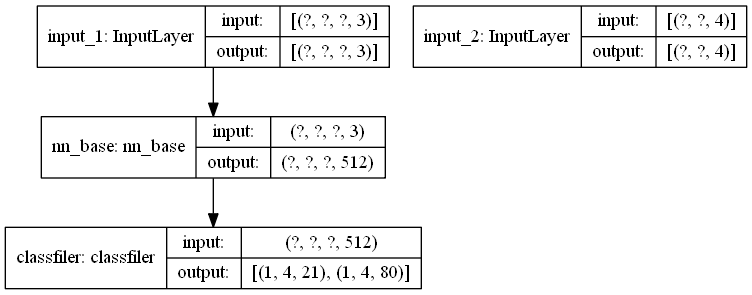 input_1: InputLayer
input: [(?, ?, ?, 3)]
output: [(?, ?, ?, 3)]
input_2: InputLayer
input: [(?, ?, 4)]
output: [(?, ?, 4)]
nn_base: nn_base
input: (?, ?, ?, 3)
output: (?, ?, ?, 512)
classfiler: classfiler
input: (?, ?, ?, 512)
output: [(1, 4, 21), (1, 4, 80)]